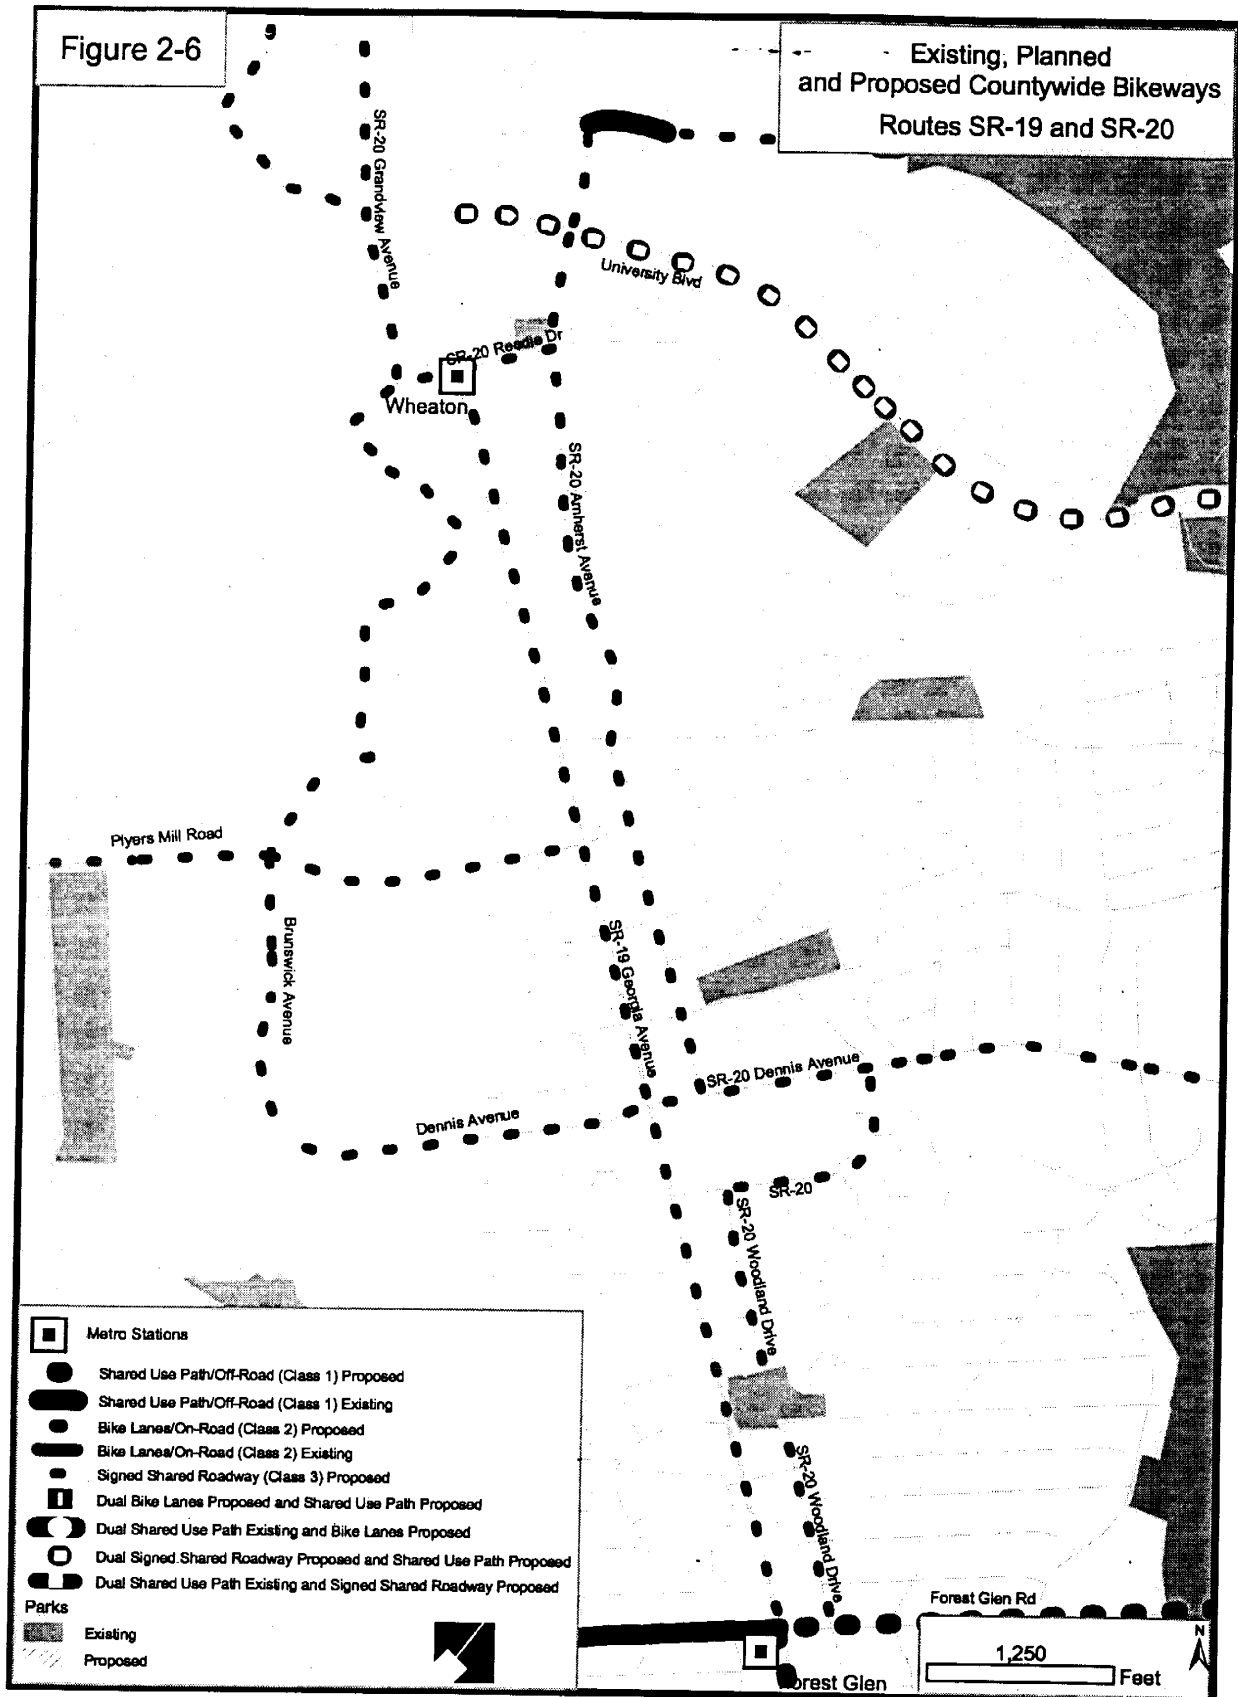 Figure 2-6
Existing, Planned
and Proposed Countywide Bikeways
Routes SR-19 and SR-20
SR-20 Grandview Avenue
University Blvd
SR-20 Reedie Dr
Wheaton
SR-20 Amherst Avenue
Plyers Mill Road
Brunswick Avenue
SR-19 Georgia Avenue
SR-20 Dennis Avenue
Dennis Avenue
SR-20
SR-20 Woodland Drive
SR-20 Woodland Drive
Forest Glen Rd
Forest Glen
N
1,250
Feet
Metro Stations
Shared Use Path/Off-Road (Class 1) Proposed
Shared Use Path/Off-Road (Class 1) Existing
Bike Lanes/On-Road (Class 2) Proposed
Bike Lanes/On-Road (Class 2) Existing
Signed Shared Roadway (Class 3) Proposed
Dual Bike Lanes Proposed and Shared Use Path Proposed
Dual Shared Use Path Existing and Bike Lanes Proposed
Dual Signed Shared Roadway Proposed and Shared Use Path Proposed
Dual Shared Use Path Existing and Signed Shared Roadway Proposed
Parks
Existing
Proposed